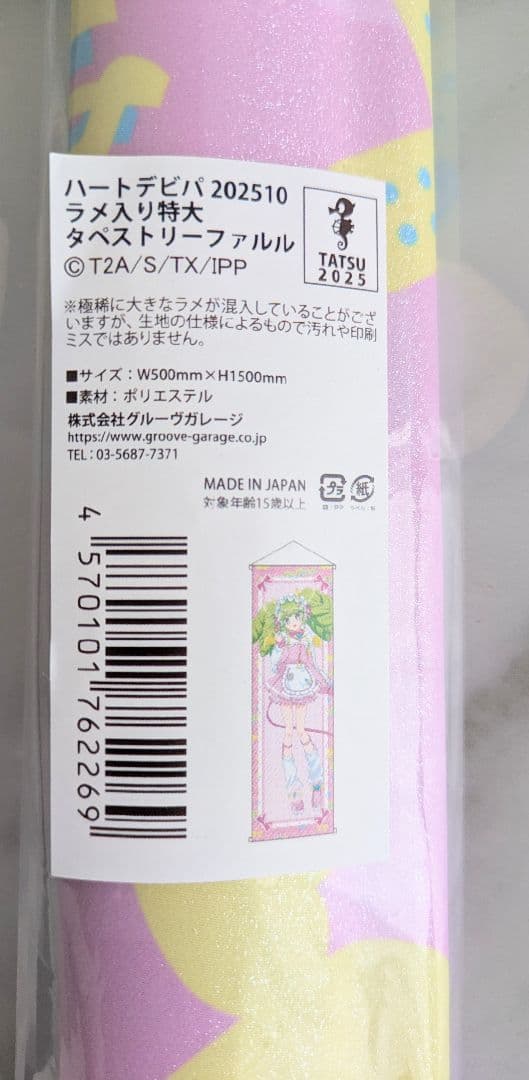 ハートデビパ 202510
ラメ入り特大
タペストリーファルル
©T2A/S/TX/IPP
TATSU
2025
※極稀に大きなラメが混入していることがござ
いますが、生地の仕様によるもので汚れや印刷
ミスではありません。
■サイズ：W500mm×H1500mm
■素材：ポリエステル
株式会社グルーヴガレージ
https://www.groove-garage.co.jp
TEL：03-5687-7371
MADE IN JAPAN
対象年齢15歳以上
プラ
紙
4 570101 762269